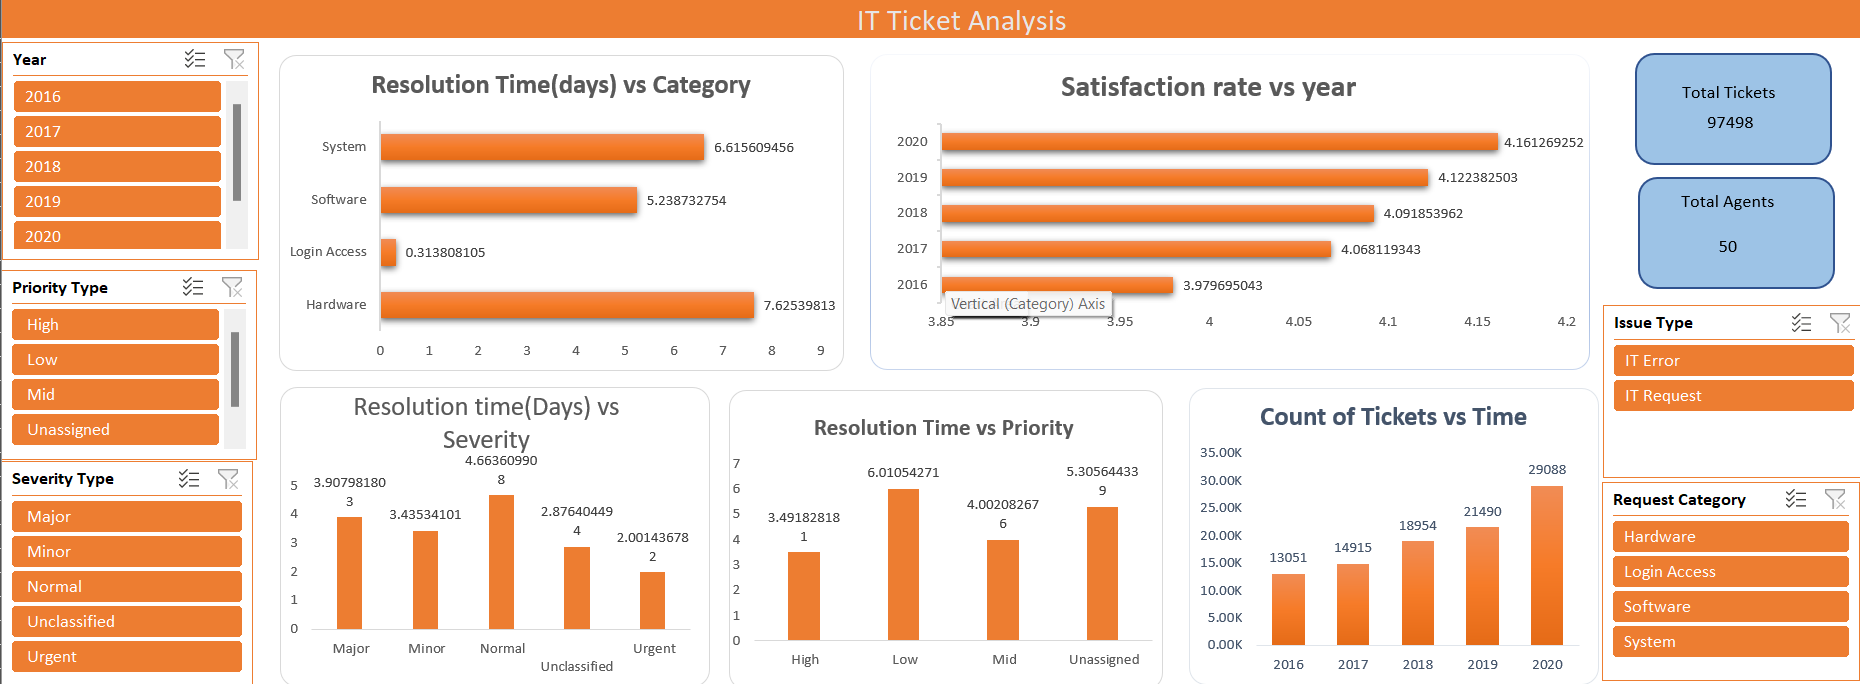 IT Ticket Analysis
Year
2016
2017
2018
2019
2020
Priority Type
High
Low
Mid
Unassigned
Severity Type
Major
Minor
Normal
Unclassified
Urgent
Resolution Time(days) vs Category
System
6.615609456
Software
5.238732754
Login Access
0.313808105
Hardware
7.62539813
0 1 2 3 4 5 6 7 8 9
Satisfaction rate vs year
2020
4.161269252
2019
4.122382503
2018
4.091853962
2017
4.068119343
2016
3.979695043
Vertical (Category) Axis
3.85 3.9 3.95 4 4.05 4.1 4.15 4.2
Total Tickets
97498
Total Agents
50
Resolution time(Days) vs
Severity
5
4
3
2
1
0
3.90798180
3
3.43534101
4.66360990
8
2.87640449
4
2.00143678
2
Major Minor Normal Unclassified Urgent
Resolution Time vs Priority
7
6
5
4
3
2
1
0
3.49182818
1
6.01054271
4.00208267
6
5.30564433
9
High Low Mid Unassigned
Count of Tickets vs Time
35.00K
30.00K
25.00K
20.00K
15.00K
10.00K
5.00K
0.00K
13051
14915
18954
21490
29088
2016 2017 2018 2019 2020
Issue Type
IT Error
IT Request
Request Category
Hardware
Login Access
Software
System